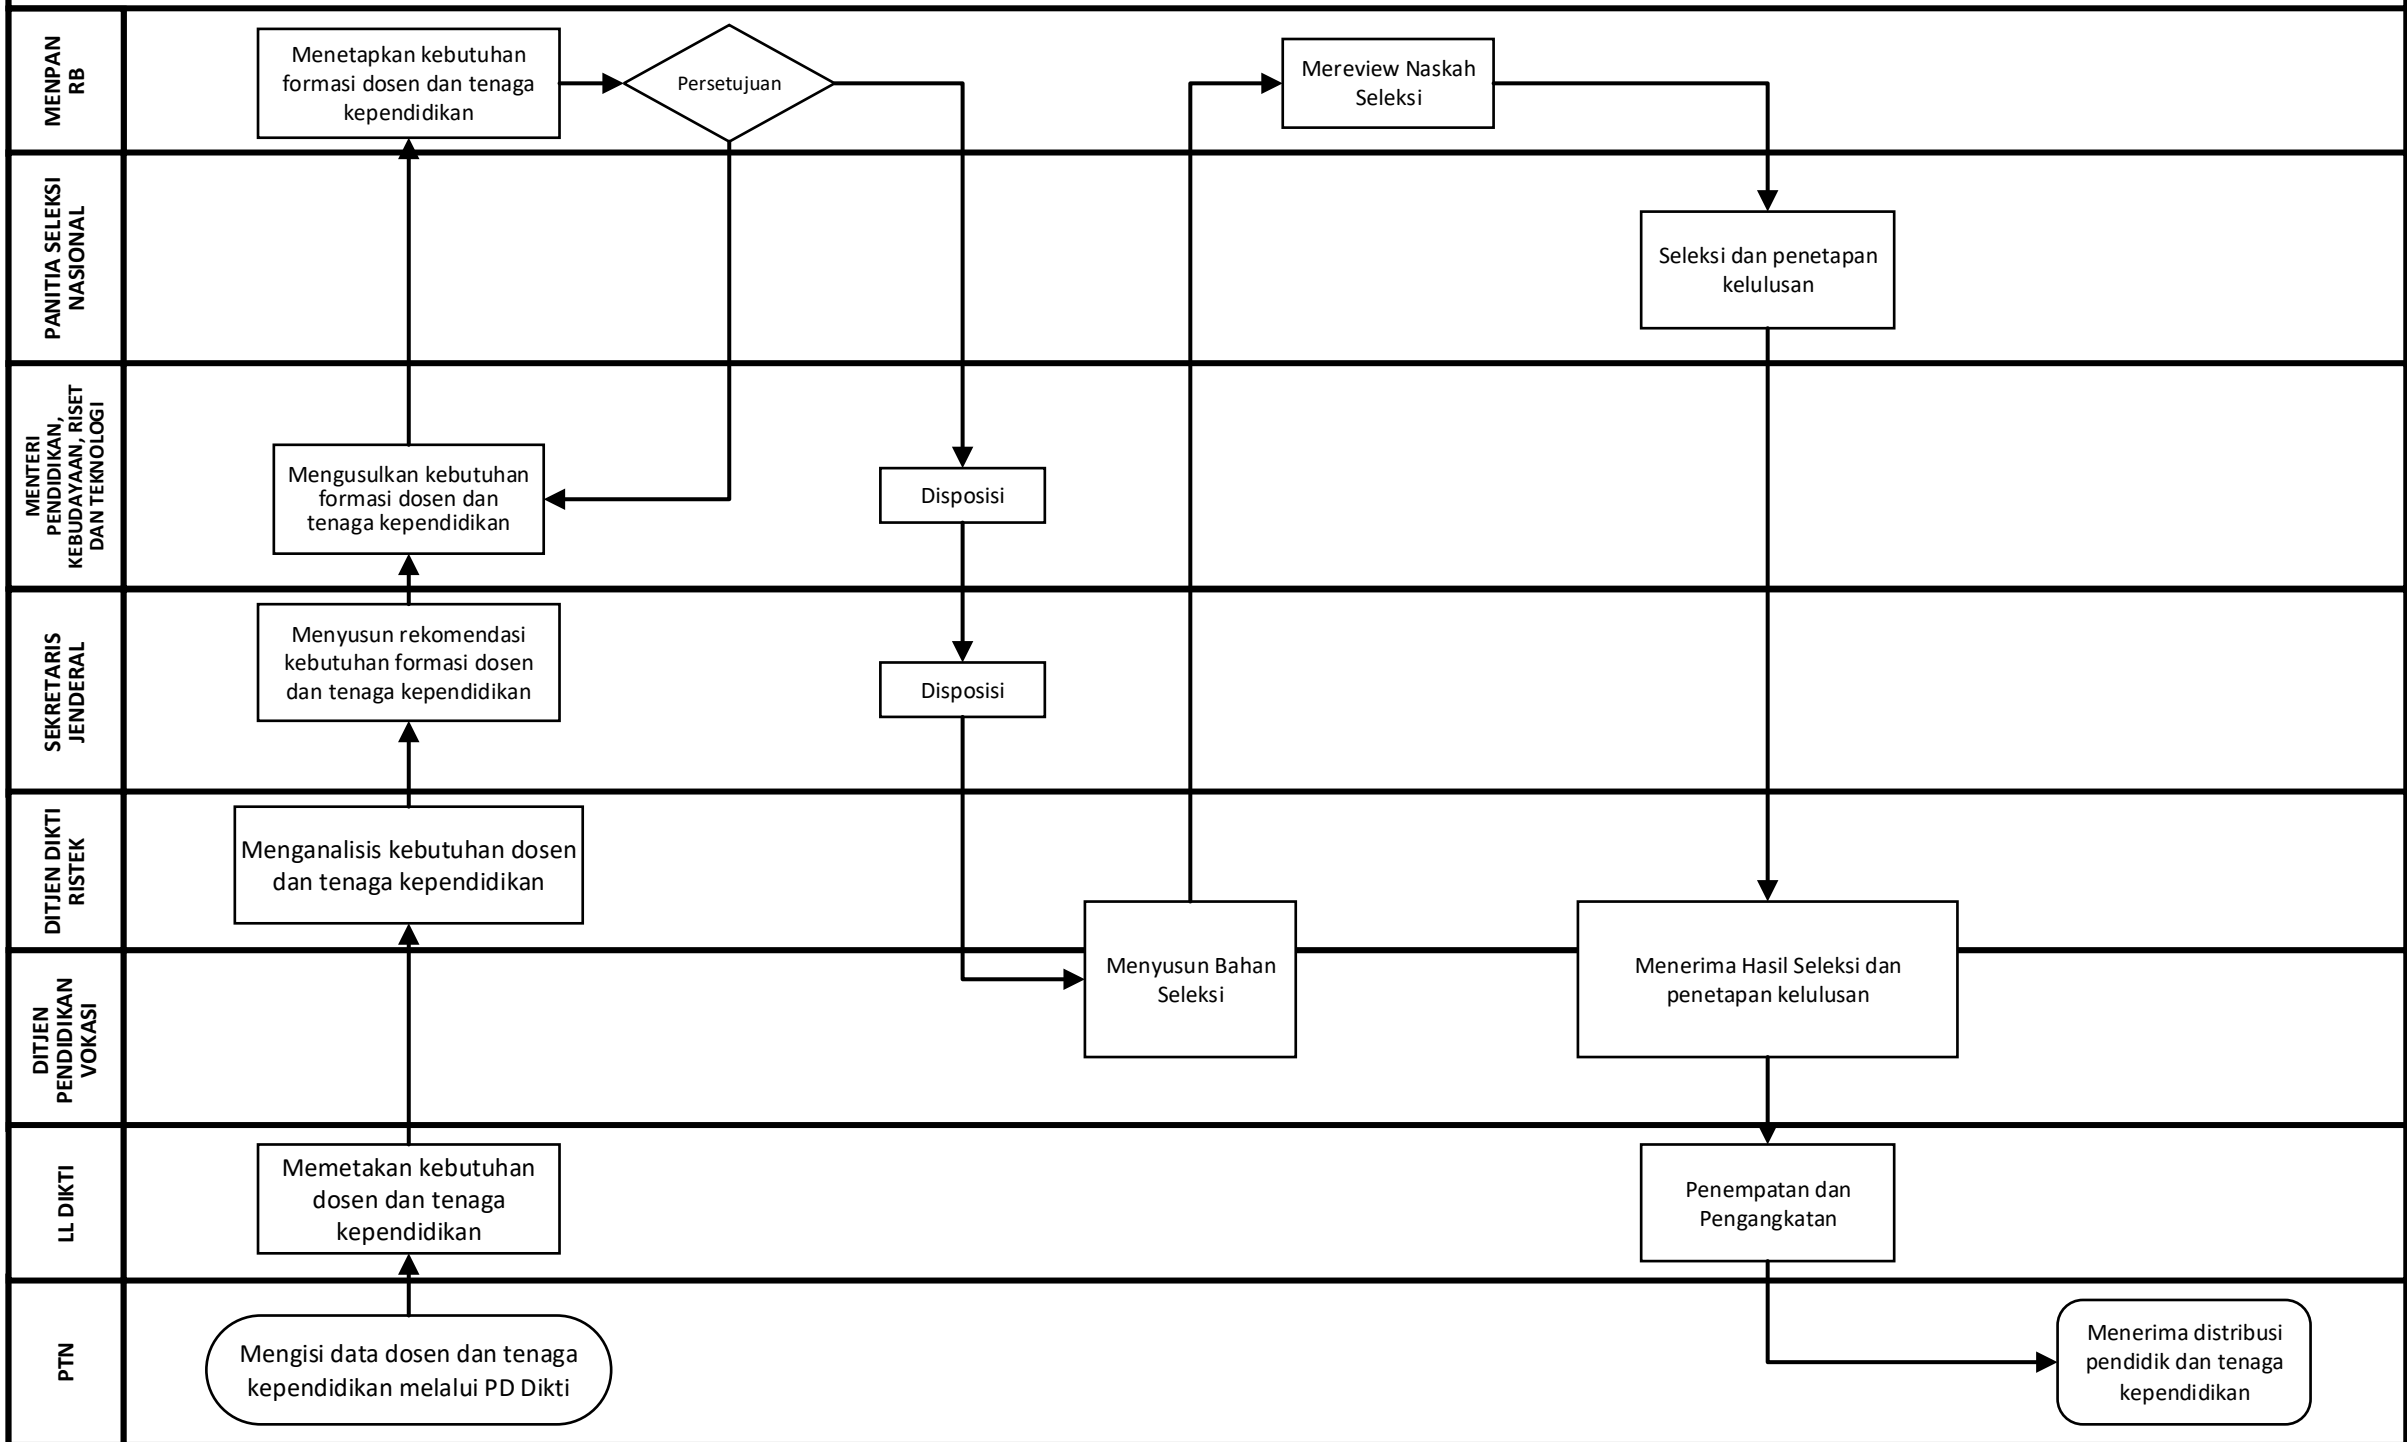 MENPAN
RB
Menetapkan kebutuhan
formasi dosen dan tenaga
kependidikan
Persetujuan
Mereview Naskah
Seleksi
PANITIA SELEKSI
NASIONAL
Seleksi dan penetapan
kelulusan
MENTERI
PENDIDIKAN,
KEBUDAYAAN, RISET
DAN TEKNOLOGI
Mengusulkan kebutuhan
formasi dosen dan
tenaga kependidikan
Disposisi
SEKRETARIS
JENDERAL
Menyusun rekomendasi
kebutuhan formasi dosen
dan tenaga kependidikan
Disposisi
DITJEN DIKTI
RISTEK
Menganalisis kebutuhan dosen
dan tenaga kependidikan
DITJEN
PENDIDIKAN
VOKASI
Menyusun Bahan
Seleksi
Menerima Hasil Seleksi dan
penetapan kelulusan
LL DIKTI
Memetakan kebutuhan
dosen dan tenaga
kependidikan
Penempatan dan
Pengangkatan
PTN
Mengisi data dosen dan tenaga
kependidikan melalui PD Dikti
Menerima distribusi
pendidik dan tenaga
kependidikan